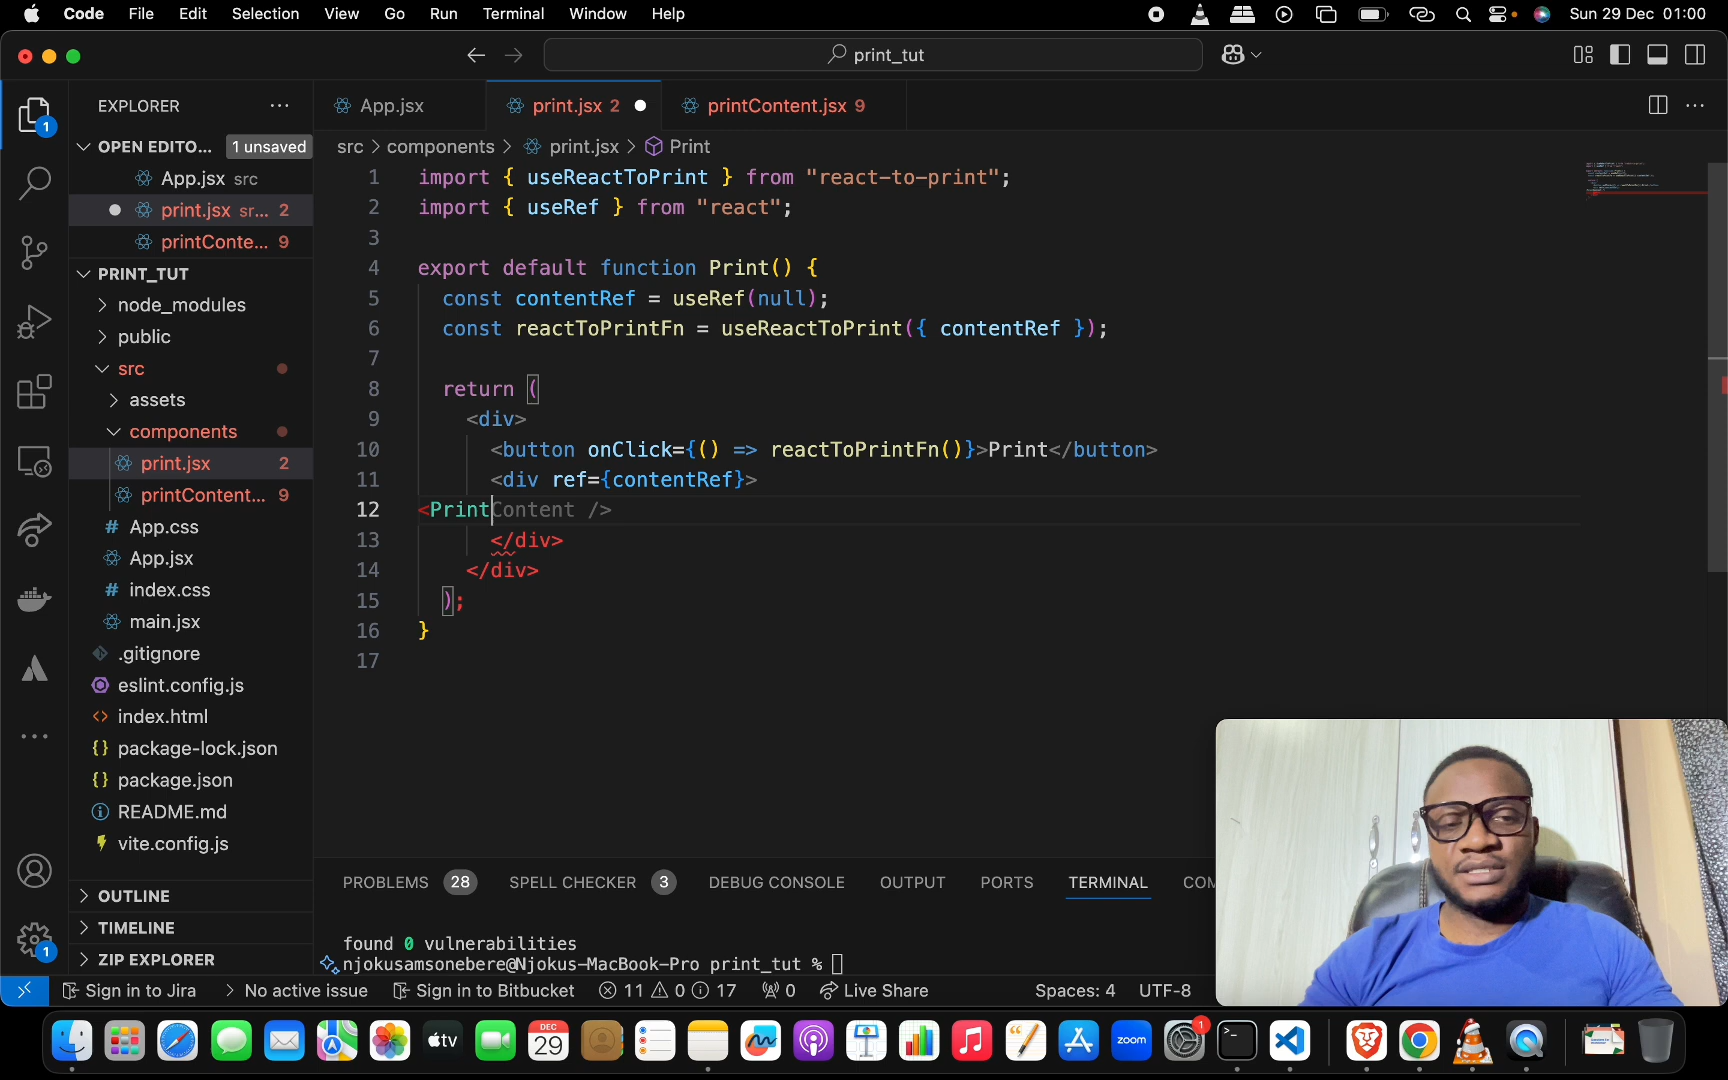 Code File Edit Selection View Go Run Terminal Window Help
Sun 29 Dec 01:00
print_tut
EXPLORER
App.jsx
print.jsx 2
printContent.jsx 9
1
OPEN EDITO... 1 unsaved
App.jsx src
print.jsx sr... 2
printConte... 9
PRINT_TUT
node_modules
public
src
assets
components
print.jsx 2
printContent... 9
App.css
App.jsx
index.css
main.jsx
.gitignore
eslint.config.js
index.html
package-lock.json
package.json
README.md
vite.config.js
OUTLINE
TIMELINE
ZIP EXPLORER
1
src > components > print.jsx > Print
1 import { useReactToPrint } from "react-to-print";
2 import { useRef } from "react";
3
4 export default function Print() {
5 const contentRef = useRef(null);
6 const reactToPrintFn = useReactToPrint({ contentRef });
7
8 return (
9 <div>
10 <button onClick={() => reactToPrintFn()}>Print</button>
11 <div ref={contentRef}>
12 <PrintContent />
13 </div>
14 </div>
15 );
16 }
17
PROBLEMS 28 SPELL CHECKER 3 DEBUG CONSOLE OUTPUT PORTS TERMINAL COM
found 0 vulnerabilities
njokusamsonebere@Njokus-MacBook-Pro print_tut %
Sign in to Jira No active issue Sign in to Bitbucket 11 0 17 0 Live Share Spaces: 4 UTF-8
tv
DEC
29
zoom
1